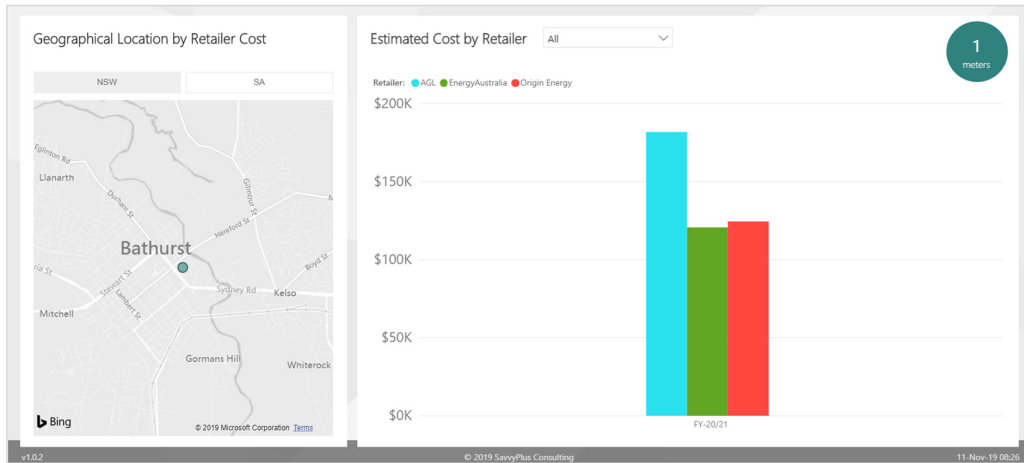 Geographical Location by Retailer Cost
NSW
SA
Eglinton Rd
Llanarth
Durham St
Gilmour St
Hereford St
Bathurst
Boyd St
Stewart St
Lambert St
Sydney Rd
Kelso
Mitchell
Gormans Hill
Whiterock
Bing
© 2019 Microsoft Corporation Terms
Estimated Cost by Retailer
All
1
meters
Retailer: AGL EnergyAustralia Origin Energy
$200K
$150K
$100K
$50K
$0K
FY-20/21
v1.0.2
© 2019 SavvyPlus Consulting
11-Nov-19 08:26